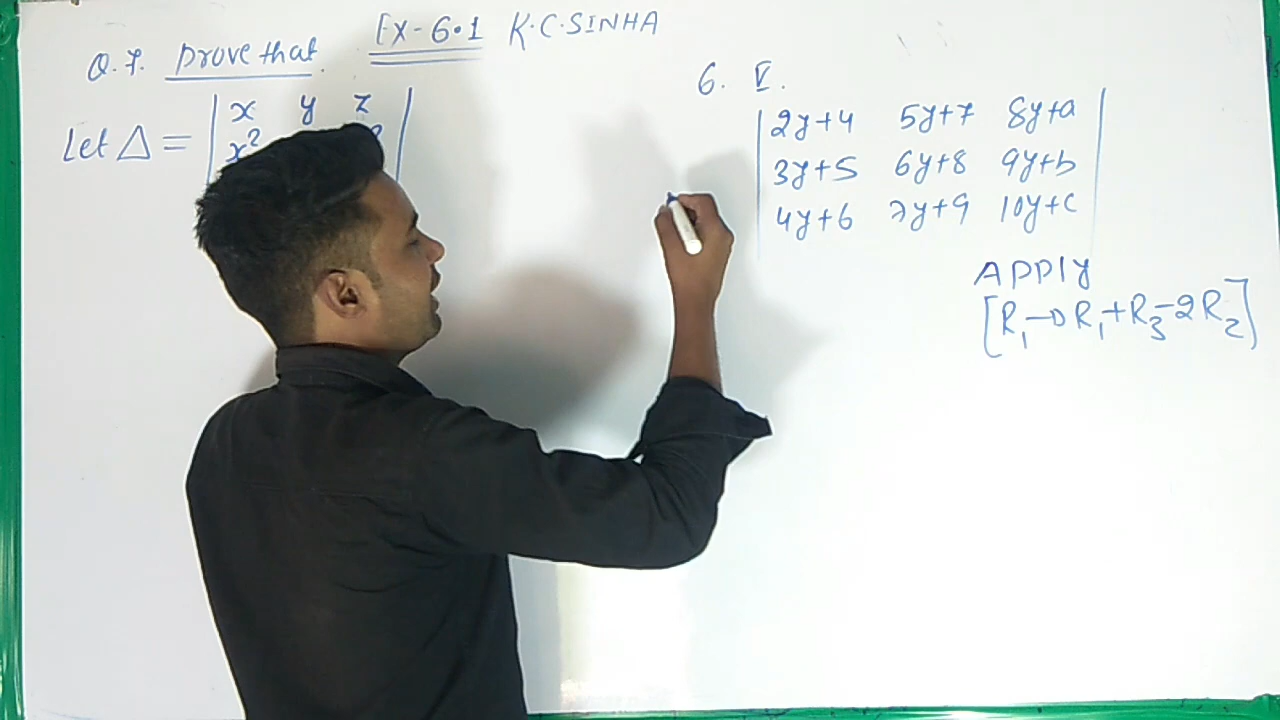 Ex-6.1 K.C.SINHA
Q.7. Prove that.
Let Δ = | x y z |
x²
6. V.
| 2y+4 5y+7 8y+a |
| 3y+5 6y+8 9y+b |
| 4y+6 7y+9 10y+c |
APPLY
[R₁→R₁+R₃-2R₂]